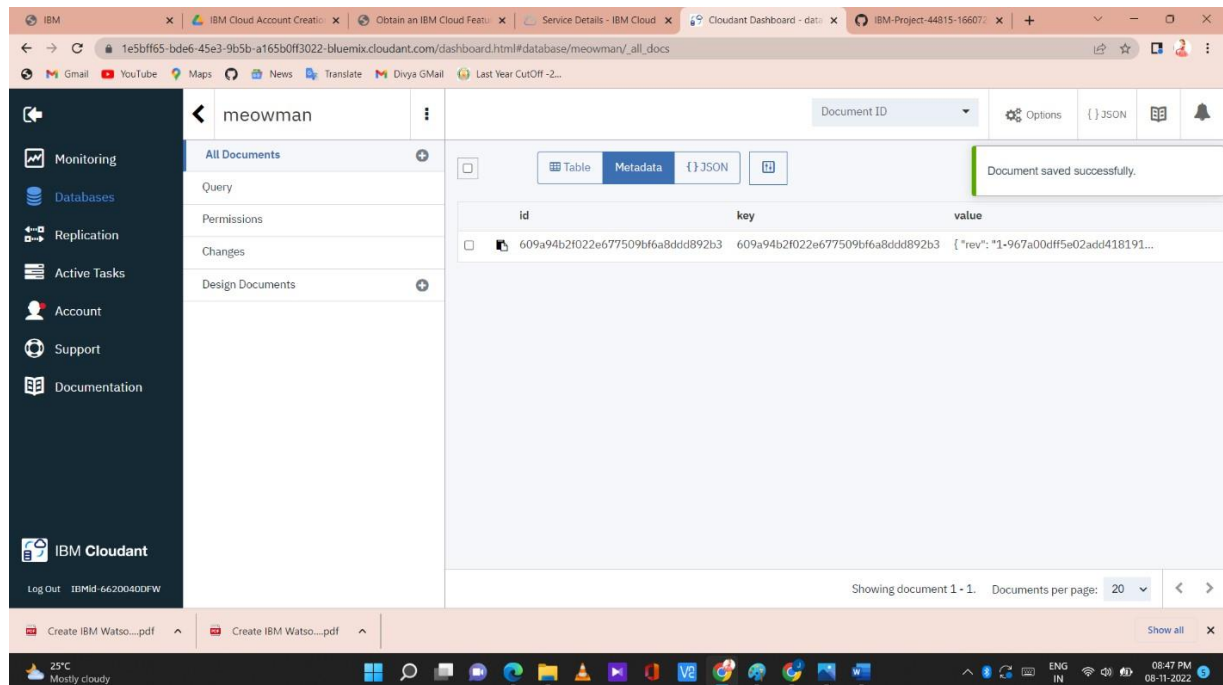 IBM
IBM Cloud Account Creatio
Obtain an IBM Cloud Featu
Service Details - IBM Cloud
Cloudant Dashboard - data
IBM-Project-44815-166072
1e5bff65-bde6-45e3-9b5b-a165b0ff3022-bluemix.cloudant.com/dashboard.html#database/meowman/_all_docs
Gmail YouTube Maps News Translate Divya GMail Last Year CutOff -2...
meowman
Document ID
Options
{ } JSON
Monitoring
Databases
Replication
Active Tasks
Account
Support
Documentation
All Documents
Query
Permissions
Changes
Design Documents
Table Metadata {} JSON
Document saved successfully.
id key value
609a94b2f022e677509bf6a8ddd892b3 609a94b2f022e677509bf6a8ddd892b3 { "rev": "1-967a00dff5e02add418191...
IBM Cloudant
Log Out IBMid-6620040DFW
Showing document 1 - 1. Documents per page: 20
Create IBM Watso....pdf
Create IBM Watso....pdf
Show all
25°C
Mostly cloudy
ENG
IN
08:47 PM
08-11-2022